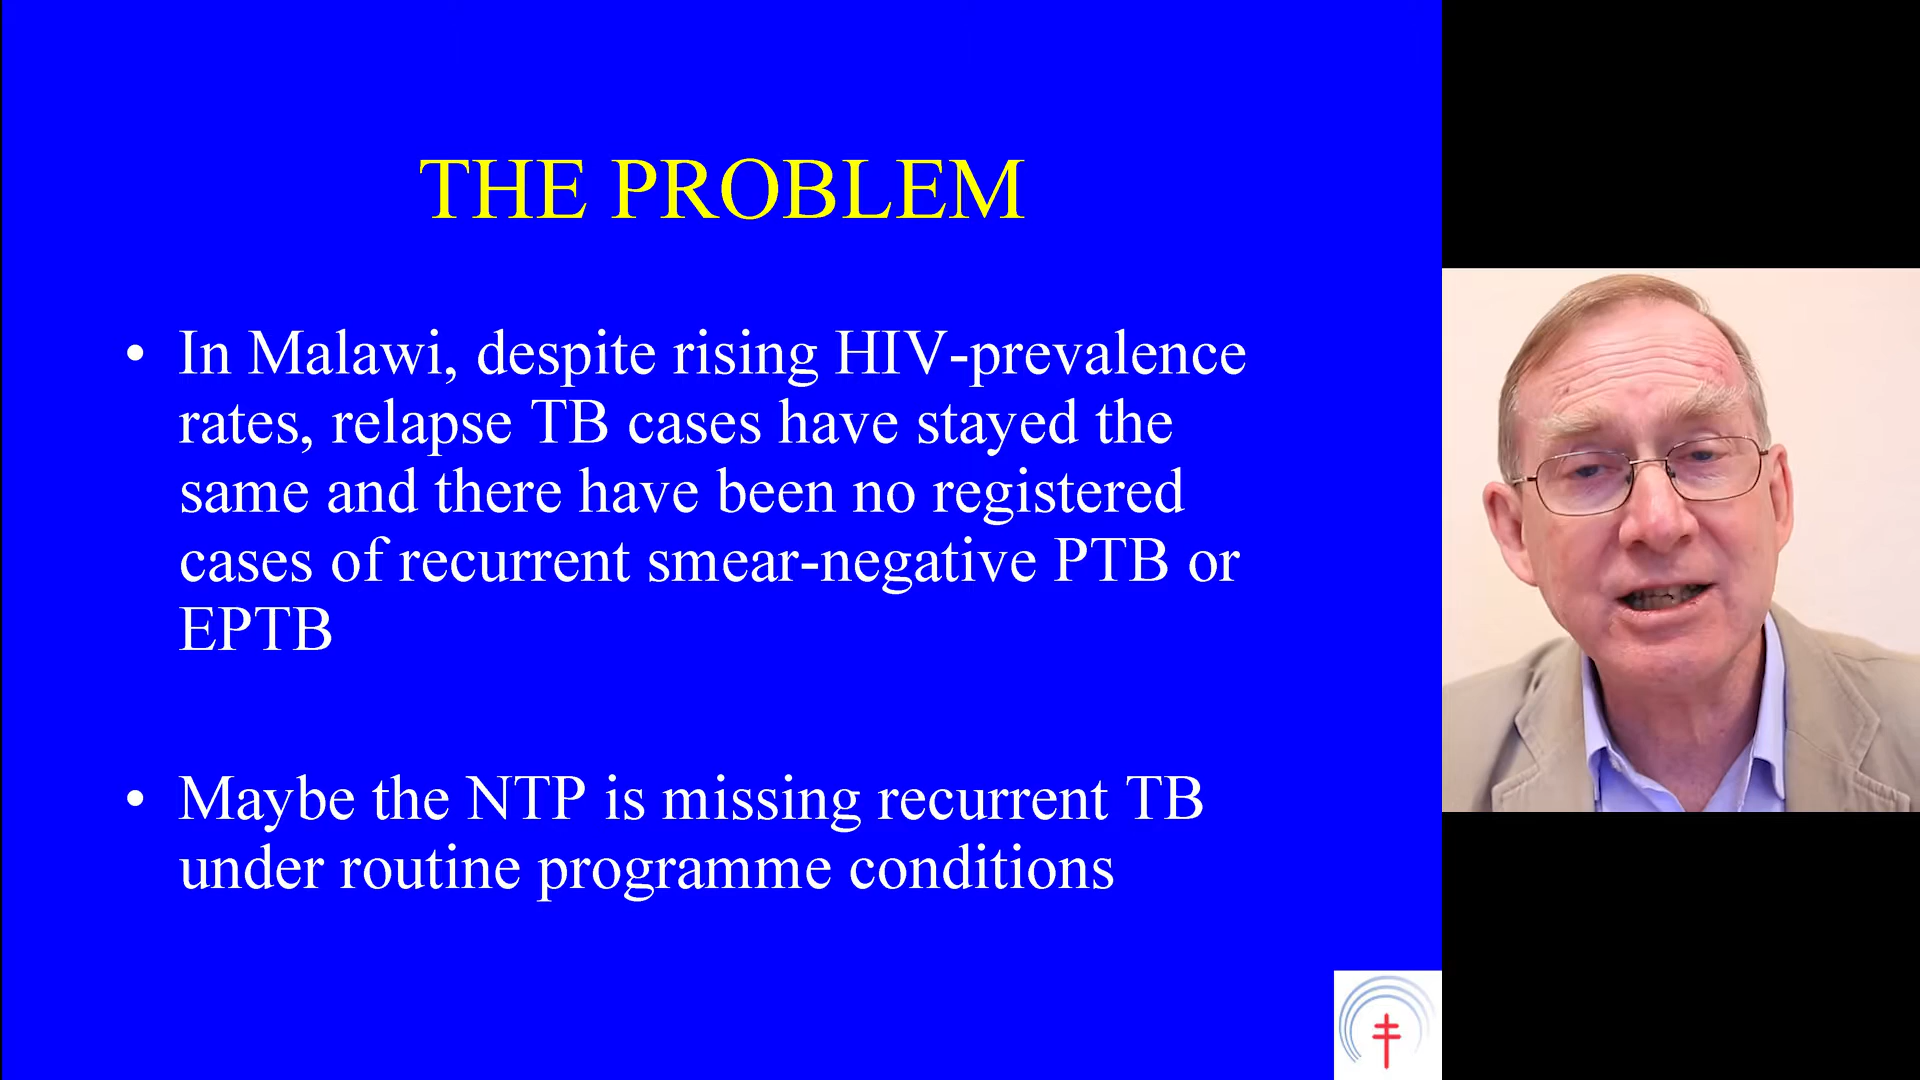 THE PROBLEM
• In Malawi, despite rising HIV-prevalence
rates, relapse TB cases have stayed the
same and there have been no registered
cases of recurrent smear-negative PTB or
EPTB
• Maybe the NTP is missing recurrent TB
under routine programme conditions